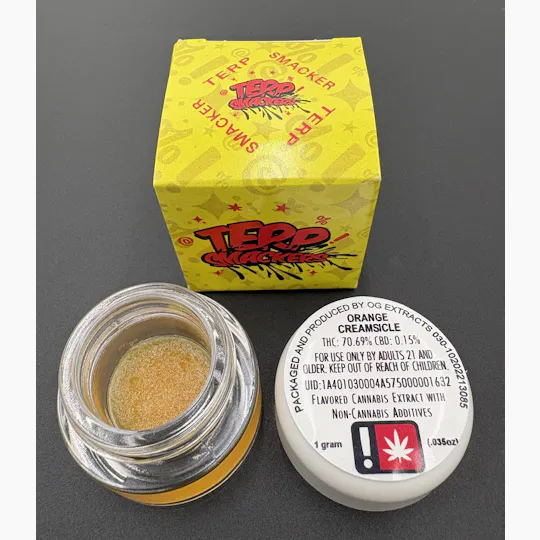 TERP SMACKER
TERP SMACKER
TERP
SMACKERS
TERP!
SMACKERS
PACKAGED AND PRODUCED BY OG EXTRACTS 030-10202213085
ORANGE
CREAMSICLE
THC: 70.69% CBD: 0.15%
FOR USE ONLY BY ADULTS 21 AND
OLDER. KEEP OUT OF REACH OF CHILDREN.
UID:1A401030004A575000001632
FLAVORED CANNABIS EXTRACT WITH
NON-CANNABIS ADDITIVES
1 gram (.035oz)
!